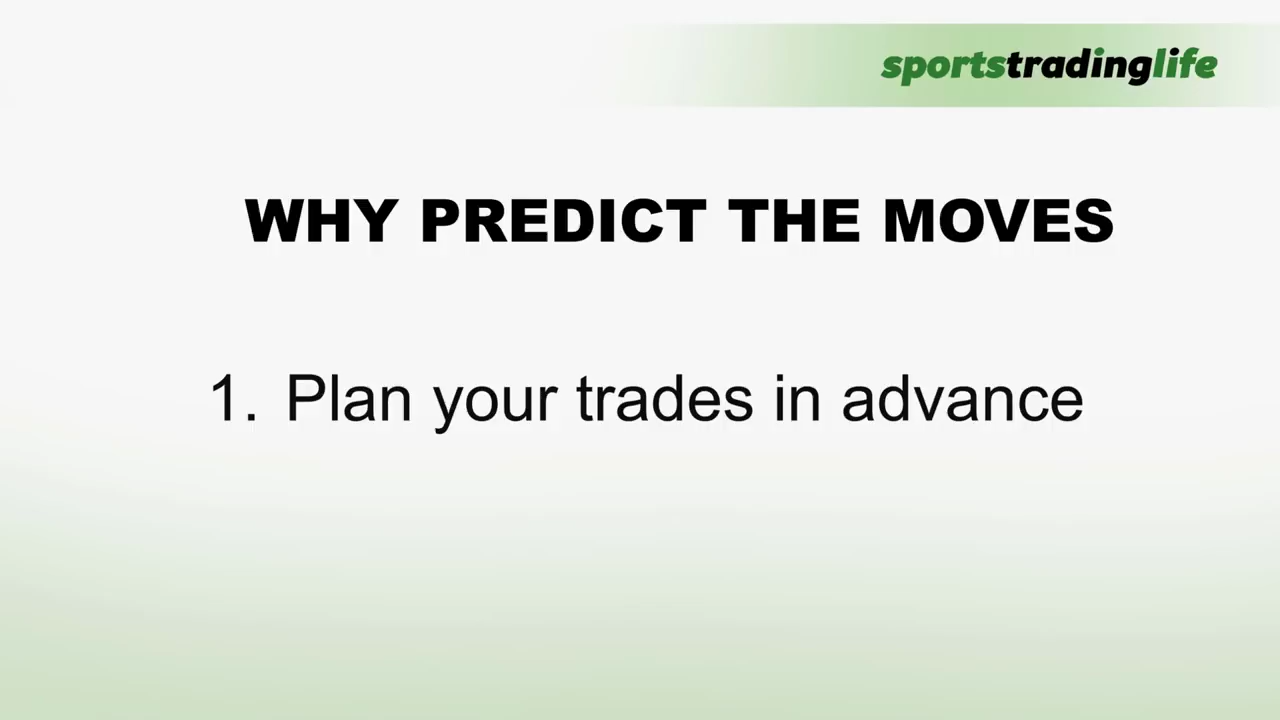 sportstradinglife
WHY PREDICT THE MOVES
1. Plan your trades in advance